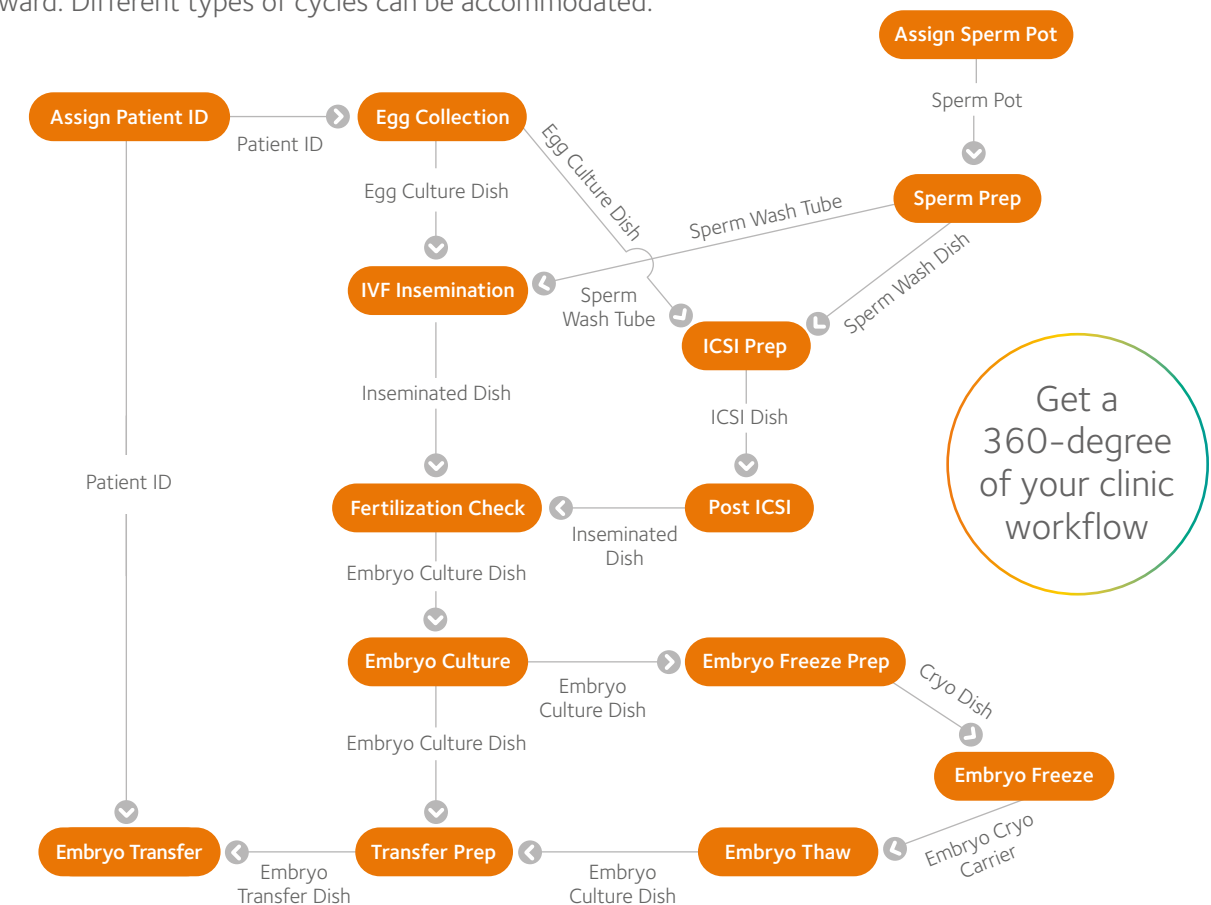 ward. Different types of cycles can be accommodated.
Assign Sperm Pot
Sperm Pot
Assign Patient ID
Patient ID
Egg Collection
Egg Culture Dish
Egg Culture Dish
Sperm Prep
Sperm Wash Tube
Sperm Wash Dish
IVF Insemination
Sperm
Wash Tube
ICSI Prep
Inseminated Dish
ICSI Dish
Get a
360-degree
of your clinic
workflow
Patient ID
Fertilization Check
Post ICSI
Inseminated
Dish
Embryo Culture Dish
Embryo Culture
Embryo
Culture Dish
Embryo Freeze Prep
Cryo Dish
Embryo Culture Dish
Embryo Freeze
Embryo Cryo
Carrier
Embryo Transfer
Embryo
Transfer Dish
Transfer Prep
Embryo
Culture Dish
Embryo Thaw